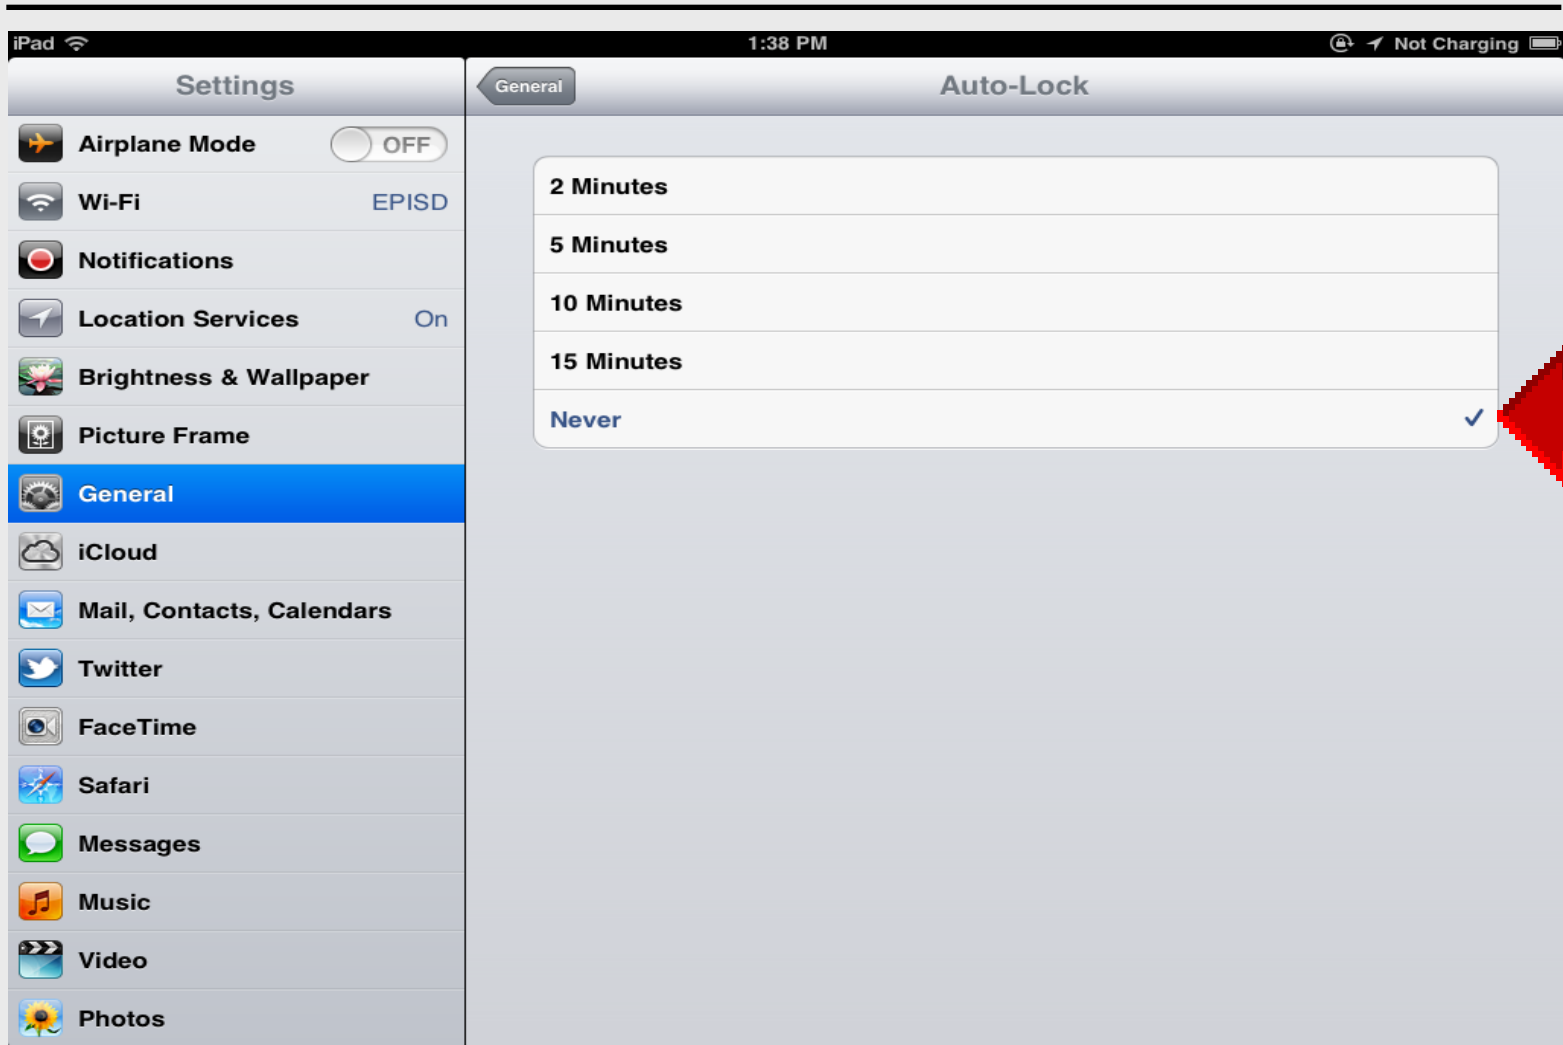 iPad 1:38 PM Not Charging
Settings
General Auto-Lock
Airplane Mode OFF
Wi-Fi EPISD
Notifications
Location Services On
Brightness & Wallpaper
Picture Frame
General
iCloud
Mail, Contacts, Calendars
Twitter
FaceTime
Safari
Messages
Music
Video
Photos
2 Minutes
5 Minutes
10 Minutes
15 Minutes
Never